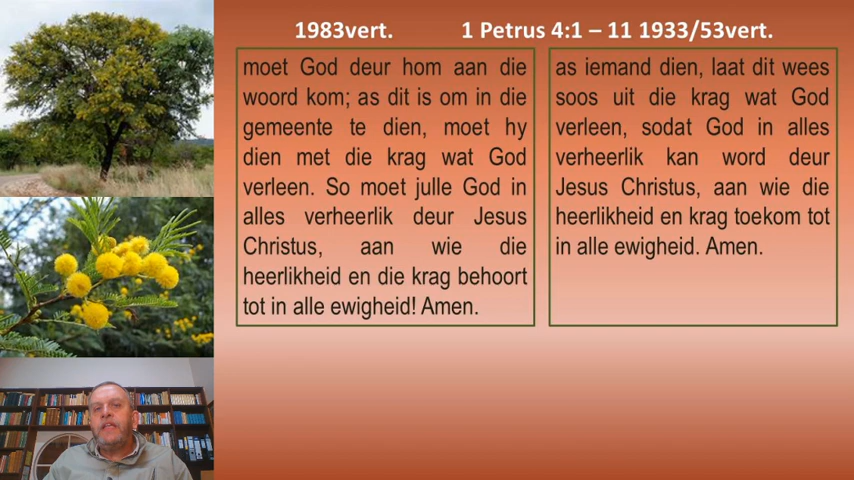 1983vert.
1 Petrus 4:1 – 11 1933/53vert.
moet God deur hom aan die
woord kom; as dit is om in die
gemeente te dien, moet hy
dien met die krag wat God
verleen. So moet julle God in
alles verheerlik deur Jesus
Christus, aan wie die
heerlikheid en die krag behoort
tot in alle ewigheid! Amen.
as iemand dien, laat dit wees
soos uit die krag wat God
verleen, sodat God in alles
verheerlik kan word deur
Jesus Christus, aan wie die
heerlikheid en krag toekom tot
in alle ewigheid. Amen.